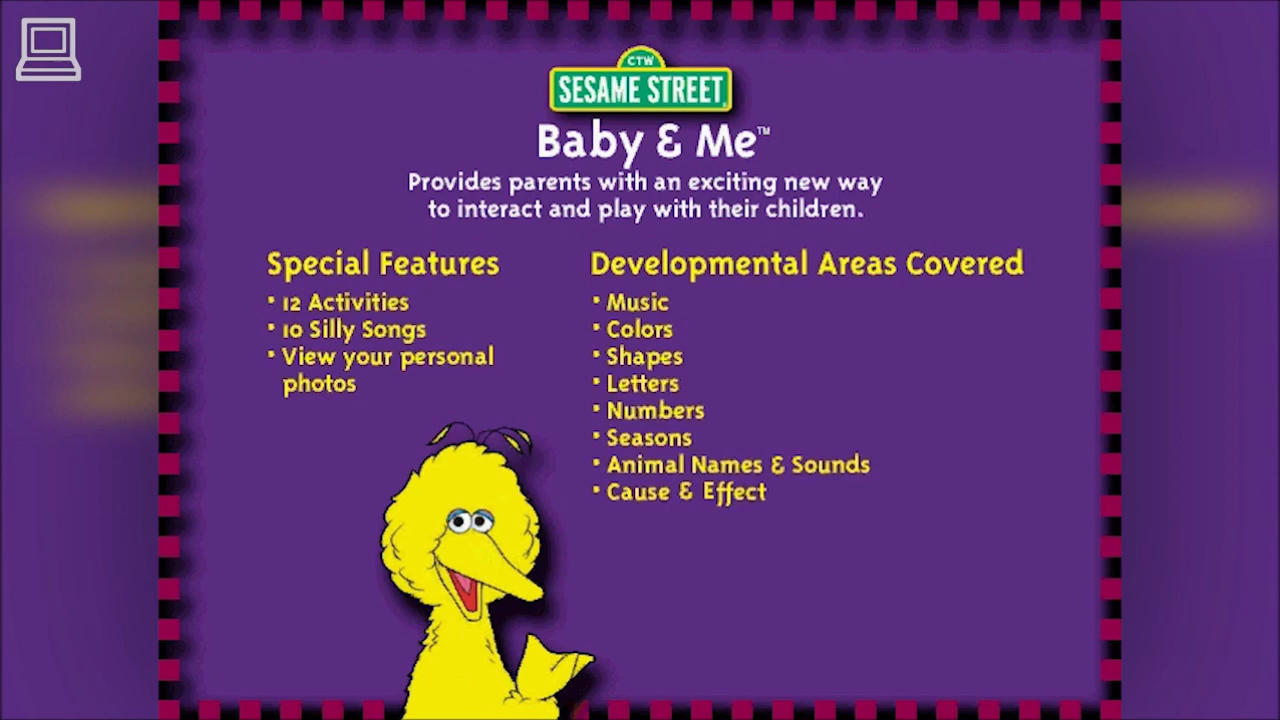 CTW
SESAME STREET
Baby & Me™
Provides parents with an exciting new way
to interact and play with their children.
Special Features
• 12 Activities
• 10 Silly Songs
• View your personal
photos
Developmental Areas Covered
• Music
• Colors
• Shapes
• Letters
• Numbers
• Seasons
• Animal Names & Sounds
• Cause & Effect